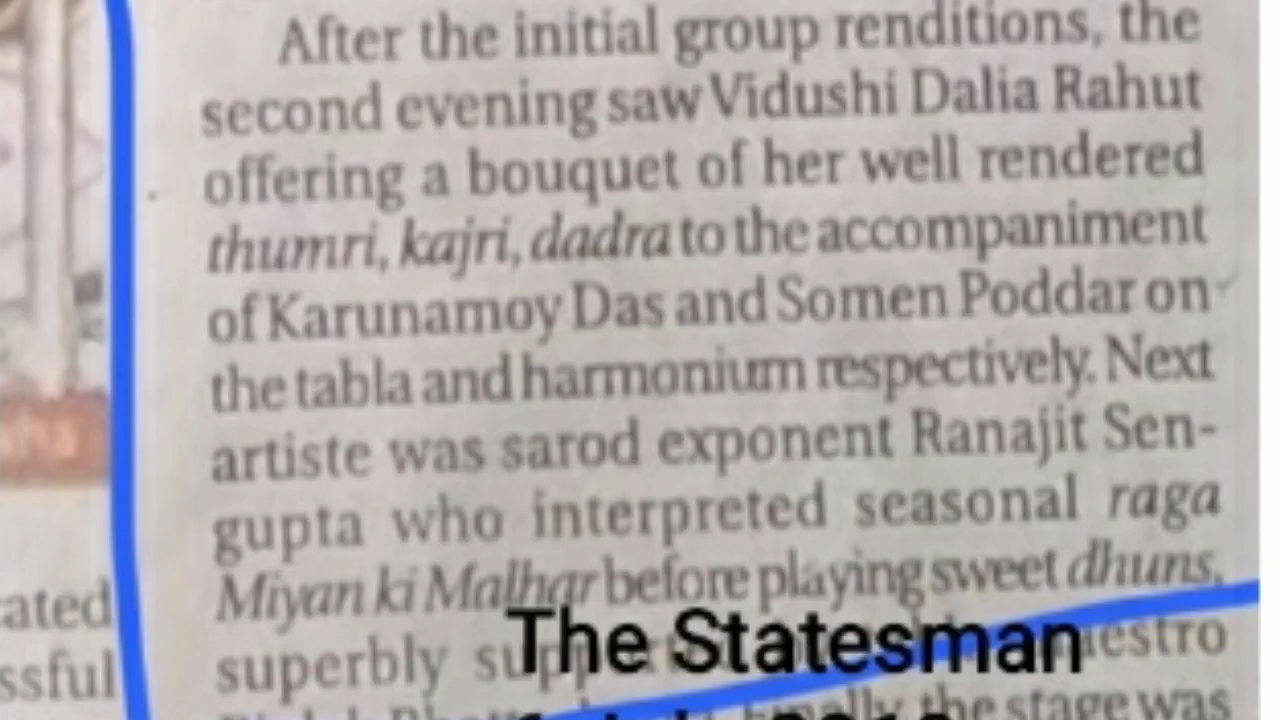 After the initial group renditions, the
second evening saw Vidushi Dalia Rahut
offering a bouquet of her well rendered
thumri, kajri, dadra to the accompaniment
of Karunamoy Das and Somen Poddar on
the tabla and harmonium respectively. Next
artiste was sarod exponent Ranajit Sen-
gupta who interpreted seasonal raga
Miyan ki Malhar before playing sweet dhuns,
superbly
The Statesman
the stage was